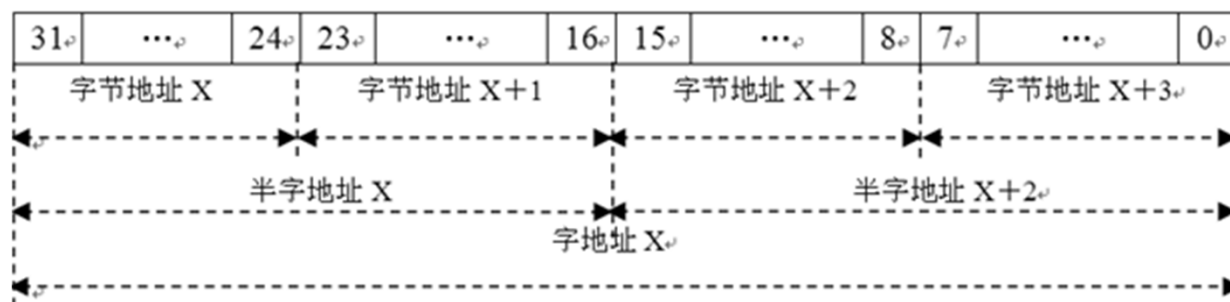 31 … 24 23 … 16 15 … 8 7 … 0
字节地址 X 字节地址 X+1 字节地址 X+2 字节地址 X+3
半字地址 X 半字地址 X+2
字地址 X